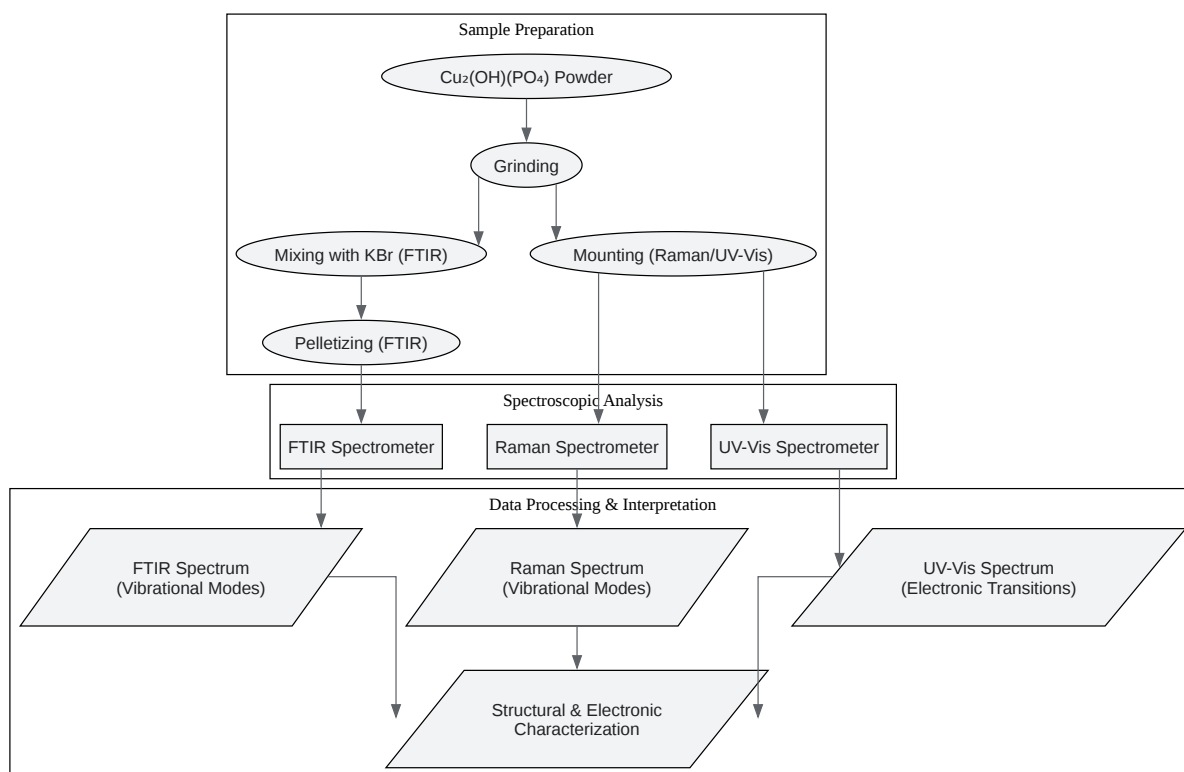 Sample Preparation
Cu₂(OH)(PO₄) Powder
Grinding
Mixing with KBr (FTIR)
Mounting (Raman/UV-Vis)
Pelletizing (FTIR)
Spectroscopic Analysis
FTIR Spectrometer
Raman Spectrometer
UV-Vis Spectrometer
Data Processing & Interpretation
FTIR Spectrum
(Vibrational Modes)
Raman Spectrum
(Vibrational Modes)
UV-Vis Spectrum
(Electronic Transitions)
Structural & Electronic
Characterization